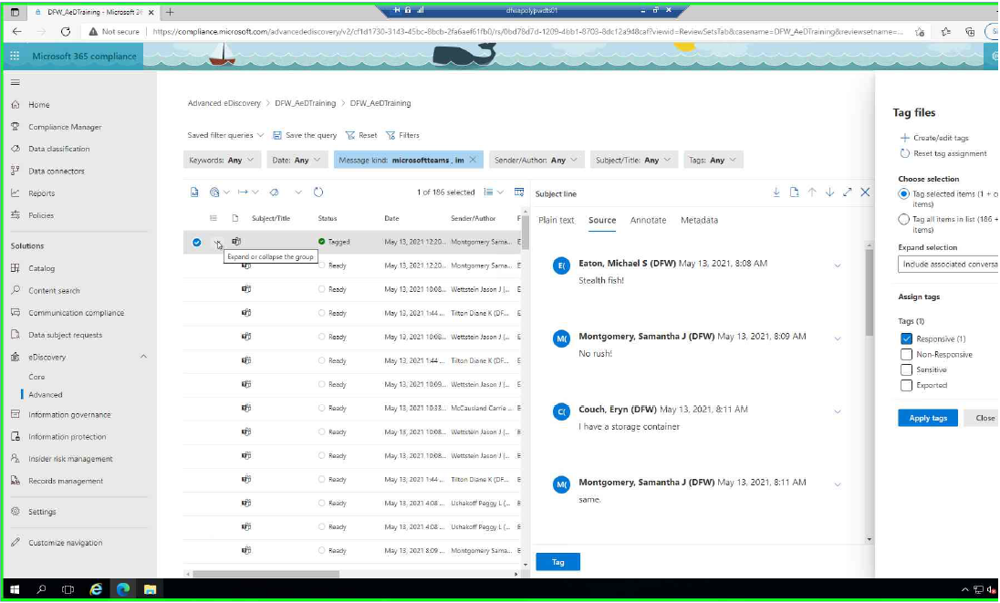 DFW_AeDTraining - Microsoft 36
dfwapolypwdts01
Not secure
https://compliance.microsoft.com/advancedediscovery/v2/cf1d1730-3143-45bc-8bcb-2fa6aef61fb0/rs/0bd78d7d-1209-4bb1-8703-8dc12a948caf?viewid=ReviewSetsTab&casename=DFW_AeDTraining&reviewsetname=...
Microsoft 365 compliance
Home
Compliance Manager
Data classification
Data connectors
Reports
Policies
Solutions
Catalog
Content search
Communication compliance
Data subject requests
eDiscovery
Core
Advanced
Information governance
Information protection
Insider risk management
Records management
Settings
Customize navigation
Advanced eDiscovery > DFW_AeDTraining > DFW_AeDTraining
Saved filter queries Save the query Reset Filters
Keywords: Any Date: Any Message kind: microsoftteams, im Sender/Author: Any Subject/Title: Any Tags: Any
1 of 186 selected
Subject/Title Status Date Sender/Author F
Tagged May 13, 2021 12:20... Montgomery Sama... E
Expand or collapse the group
Ready May 13, 2021 12:20... Montgomery Sama... E
Ready May 13, 2021 10:08... Wettstein Jason J (... E
Ready May 13, 2021 1:44 ... Tilton Diane K (DF... E
Ready May 13, 2021 10:08... Wettstein Jason J (... E
Ready May 13, 2021 1:44 ... Tilton Diane K (DF... E
Ready May 13, 2021 10:09... Wettstein Jason J (... E
Ready May 13, 2021 10:33... McCausland Carrie ... E
Ready May 13, 2021 10:08... Wettstein Jason J (... E
Ready May 13, 2021 10:08... Wettstein Jason J (... E
Ready May 13, 2021 1:44 ... Tilton Diane K (DF... E
Ready May 13, 2021 4:08 ... Ushakoff Peggy L (... E
Ready May 13, 2021 4:08 ... Ushakoff Peggy L (... E
Ready May 13, 2021 8:09 ... Montgomery Sama... E
Subject line
Plain text Source Annotate Metadata
E( Eaton, Michael S (DFW) May 13, 2021, 8:08 AM
Stealth fish!
M( Montgomery, Samantha J (DFW) May 13, 2021, 8:09 AM
No rush!
C( Couch, Eryn (DFW) May 13, 2021, 8:11 AM
I have a storage container
M( Montgomery, Samantha J (DFW) May 13, 2021, 8:11 AM
same.
Tag
Tag files
Create/edit tags
Reset tag assignment
Choose selection
Tag selected items (1 + c
items)
Tag all items in list (186 +
items)
Expand selection
Include associated conversa
Assign tags
Tags (1)
Responsive (1)
Non-Responsive
Sensitive
Exported
Apply tags Close